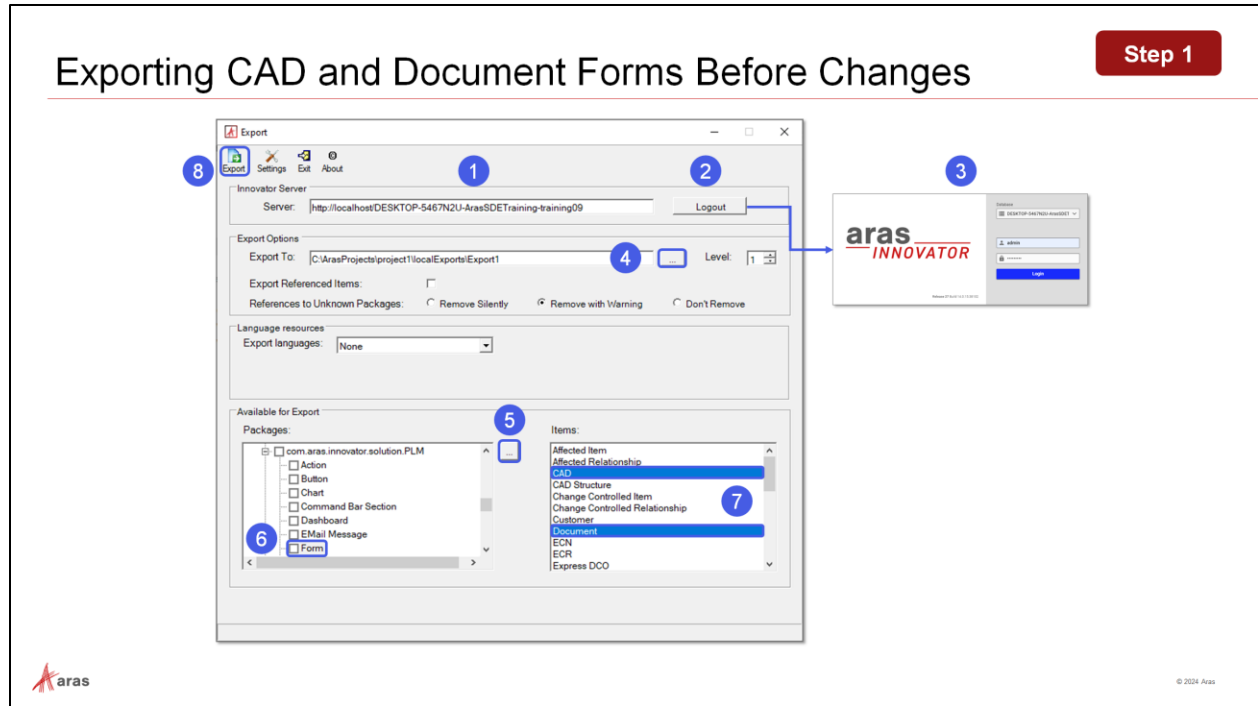 Exporting CAD and Document Forms Before Changes
Step 1
Export
8
Export Settings Exit About
1
2
3
Innovator Server
Server: http://localhost/DESKTOP-5467N2U-ArasSDETraining-training09
Logout
Database
DESKTOP-5467N2U-ArasSDET
aras
INNOVATOR
admin
Login
Export Options
Export To: C:\ArasProjects\project1\localExports\Export1
4
...
Level: 1
Export Referenced Items:
References to Unknown Packages: Remove Silently Remove with Warning Don't Remove
Language resources
Export languages: None
Available for Export
5
Packages:
Items:
com.aras.innovator.solution.PLM
...
Action
Button
Chart
Command Bar Section
Dashboard
EMail Message
6
Form
Affected Item
Affected Relationship
CAD
CAD Structure
Change Controlled Item
7
Change Controlled Relationship
Customer
Document
ECN
ECR
Express DCO
aras
© 2024 Aras